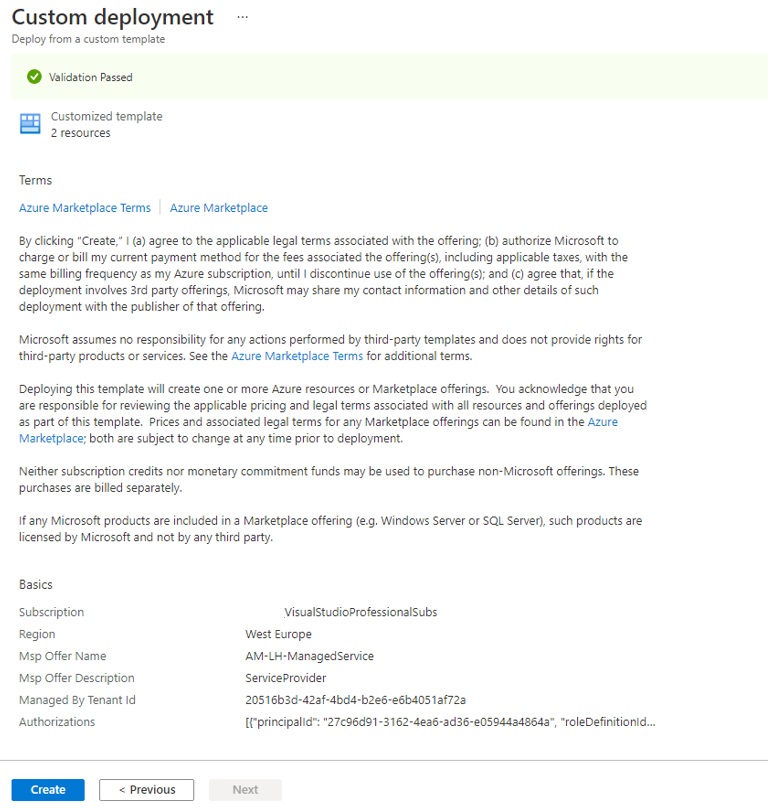 Custom deployment ...
Deploy from a custom template
Validation Passed
Customized template
2 resources
Terms
Azure Marketplace Terms | Azure Marketplace
By clicking "Create," I (a) agree to the applicable legal terms associated with the offering; (b) authorize Microsoft to
charge or bill my current payment method for the fees associated the offering(s), including applicable taxes, with the
same billing frequency as my Azure subscription, until I discontinue use of the offering(s); and (c) agree that, if the
deployment involves 3rd party offerings, Microsoft may share my contact information and other details of such
deployment with the publisher of that offering.
Microsoft assumes no responsibility for any actions performed by third-party templates and does not provide rights for
third-party products or services. See the Azure Marketplace Terms for additional terms.
Deploying this template will create one or more Azure resources or Marketplace offerings. You acknowledge that you
are responsible for reviewing the applicable pricing and legal terms associated with all resources and offerings deployed
as part of this template. Prices and associated legal terms for any Marketplace offerings can be found in the Azure
Marketplace; both are subject to change at any time prior to deployment.
Neither subscription credits nor monetary commitment funds may be used to purchase non-Microsoft offerings. These
purchases are billed separately.
If any Microsoft products are included in a Marketplace offering (e.g. Windows Server or SQL Server), such products are
licensed by Microsoft and not by any third party.
Basics
Subscription VisualStudioProfessionalSubs
Region West Europe
Msp Offer Name AM-LH-ManagedService
Msp Offer Description ServiceProvider
Managed By Tenant Id 20516b3d-42af-4bd4-b2e6-e6b4051af72a
Authorizations [{"principalId": "27c96d91-3162-4ea6-ad36-e05944a4864a", "roleDefinitionId...
Create < Previous Next